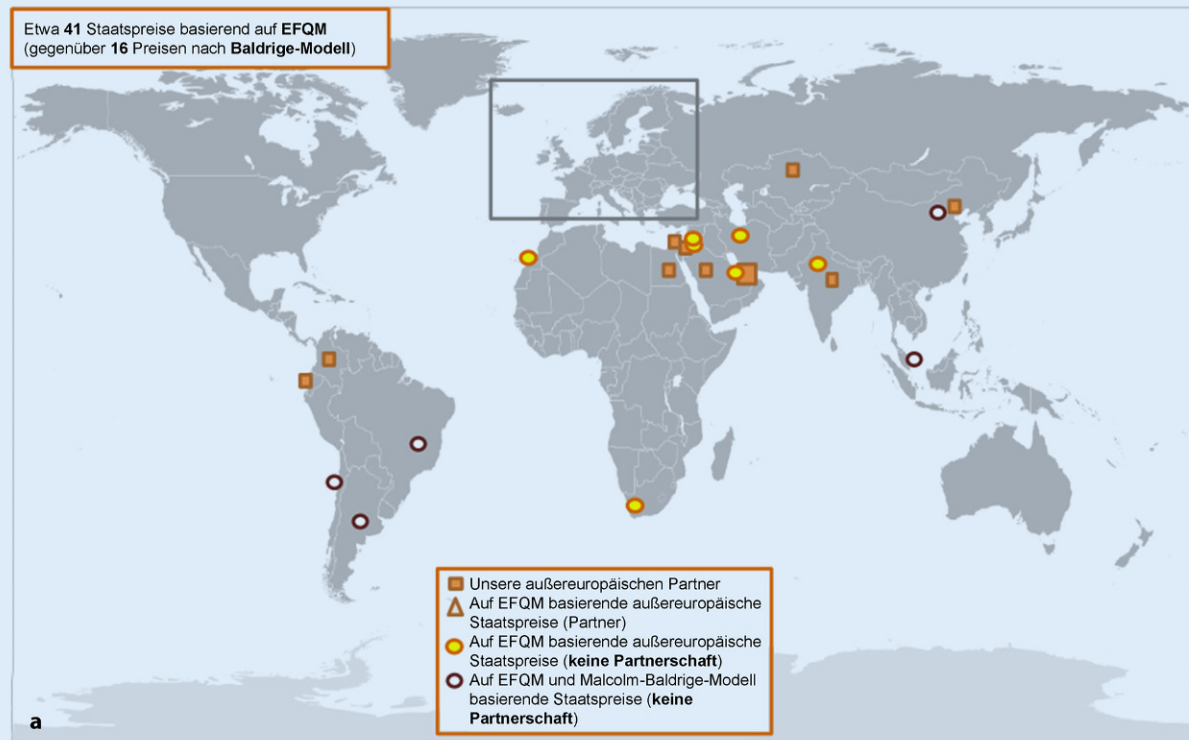 Etwa 41 Staatspreise basierend auf EFQM
(gegenüber 16 Preisen nach Baldrige-Modell)
Unsere außereuropäischen Partner
Auf EFQM basierende außereuropäische
Staatspreise (Partner)
Auf EFQM basierende außereuropäische
Staatspreise (keine Partnerschaft)
Auf EFQM und Malcolm-Baldrige-Modell
basierende Staatspreise (keine
Partnerschaft)
a